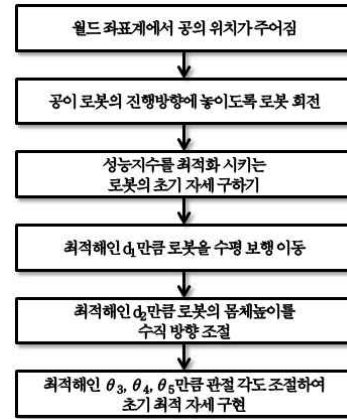 월드 좌표계에서 공의 위치가 주어짐
공이 로봇의 진행방향에 놓이도록 로봇 회전
성능지수를 최적화 시키는
로봇의 초기 자세 구하기
최적해인 d₁만큼 로봇을 수평 보행 이동
최적해인 d₂만큼 로봇의 몸체높이를
수직 방향 조절
최적해인 θ₃, θ₄, θ₅만큼 관절 각도 조절하여
초기 최적 자세 구현